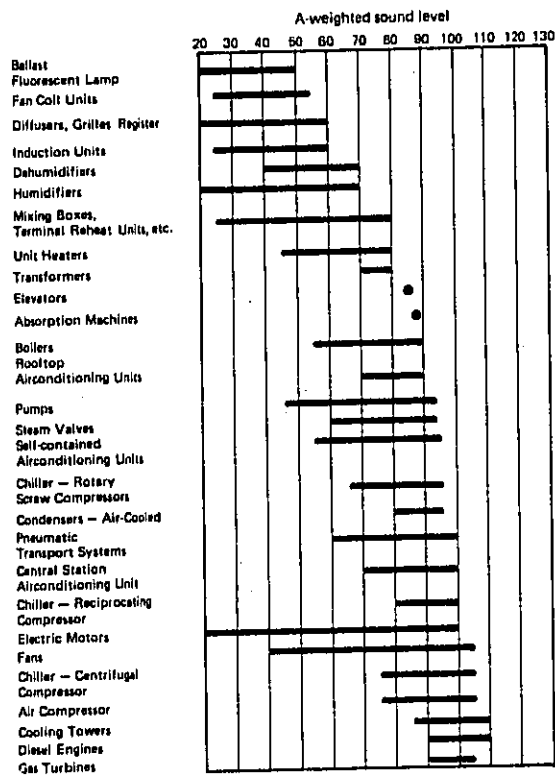 A-weighted sound level
20 30 40 50 60 70 80 90 100 110 120 130
Ballast
Fluorescent Lamp
Fan Coll Units
Diffusers, Grilles Register
Induction Units
Dehumidifiers
Humidifiers
Mixing Boxes,
Terminal Reheat Units, etc.
Unit Heaters
Transformers
Elevators
Absorption Machines
Boilers
Rooftop
Airconditioning Units
Pumps
Steam Valves
Self-contained
Airconditioning Units
Chiller — Rotary
Screw Compressors
Condensers — Air-Cooled
Pneumatic
Transport Systems
Central Station
Airconditioning Unit
Chiller — Reciprocating
Compressor
Electric Motors
Fans
Chiller — Centrifugal
Compressor
Air Compressor
Cooling Towers
Diesel Engines
Gas Turbines